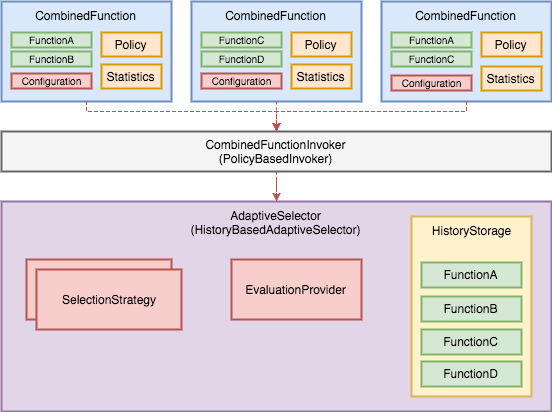 CombinedFunction
FunctionA
FunctionB
Configuration
Policy
Statistics
CombinedFunction
FunctionC
FunctionD
Configuration
Policy
Statistics
CombinedFunction
FunctionA
FunctionC
Configuration
Policy
Statistics
CombinedFunctionInvoker
(PolicyBasedInvoker)
AdaptiveSelector
(HistoryBasedAdaptiveSelector)
SelectionStrategy
EvaluationProvider
HistoryStorage
FunctionA
FunctionB
FunctionC
FunctionD